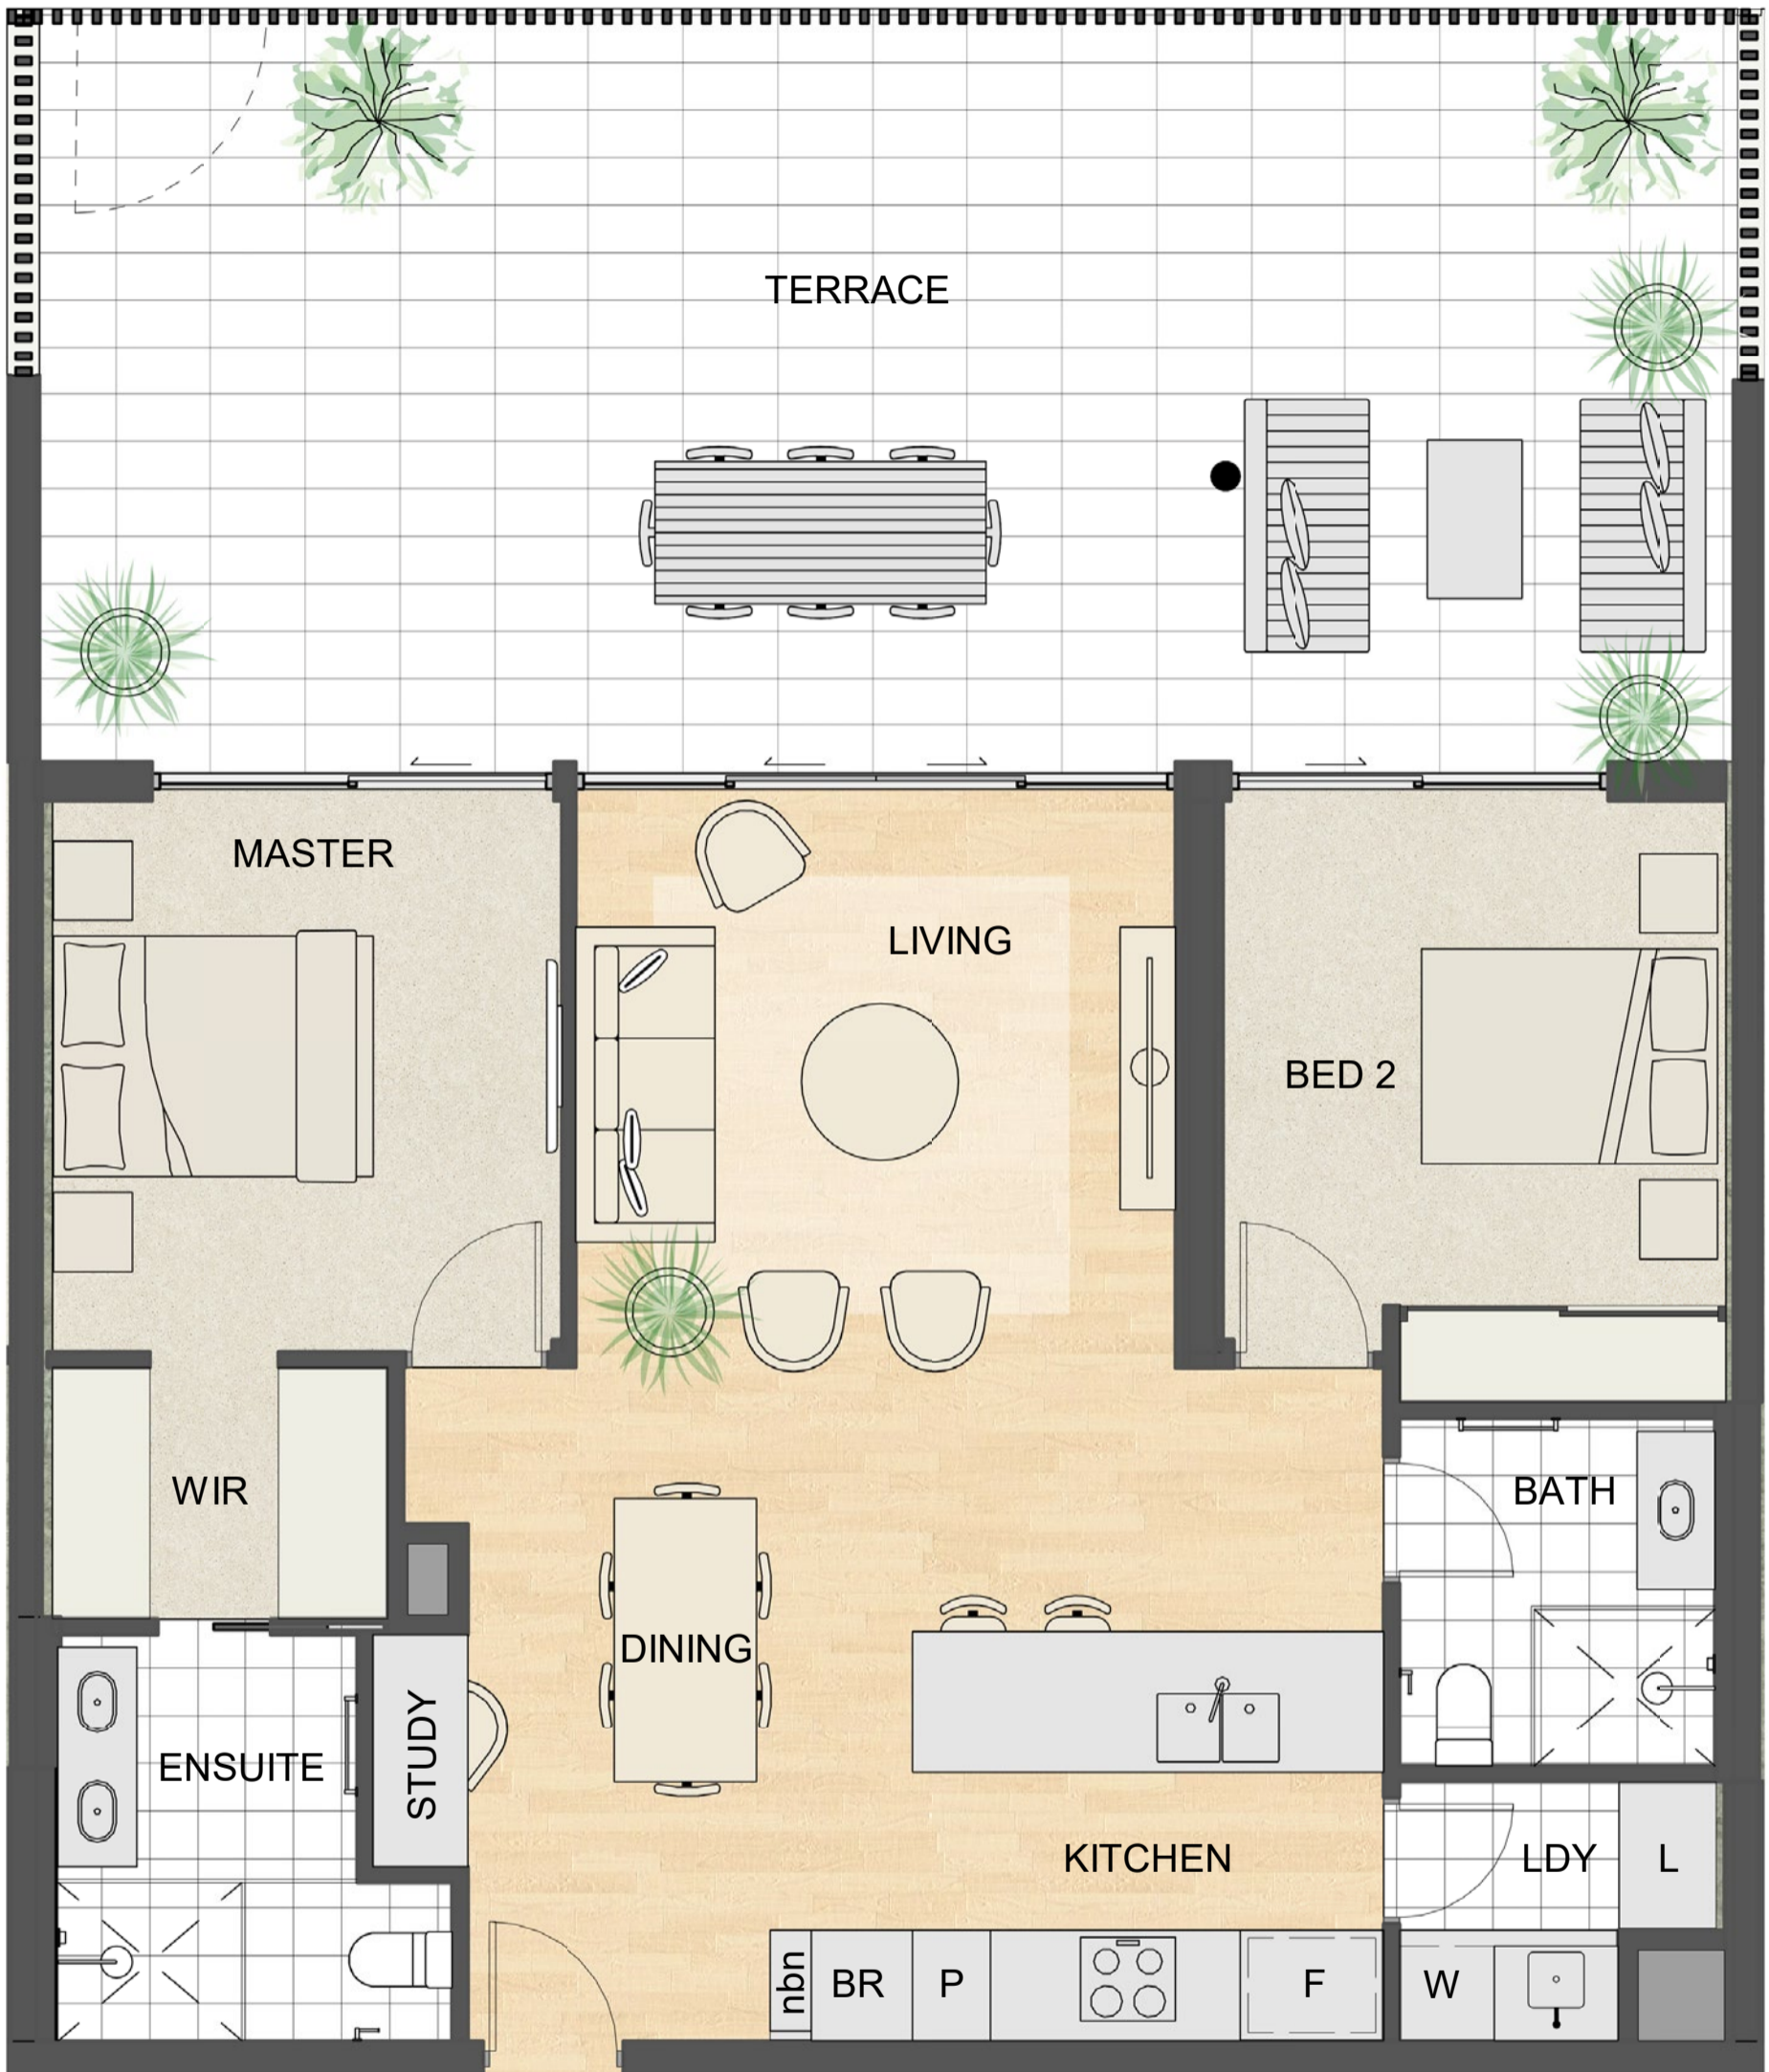 TERRACE
MASTER
LIVING
BED 2
WIR
BATH
DINING
STUDY
ENSUITE
KITCHEN
LDY
L
nbn
BR
P
F
W